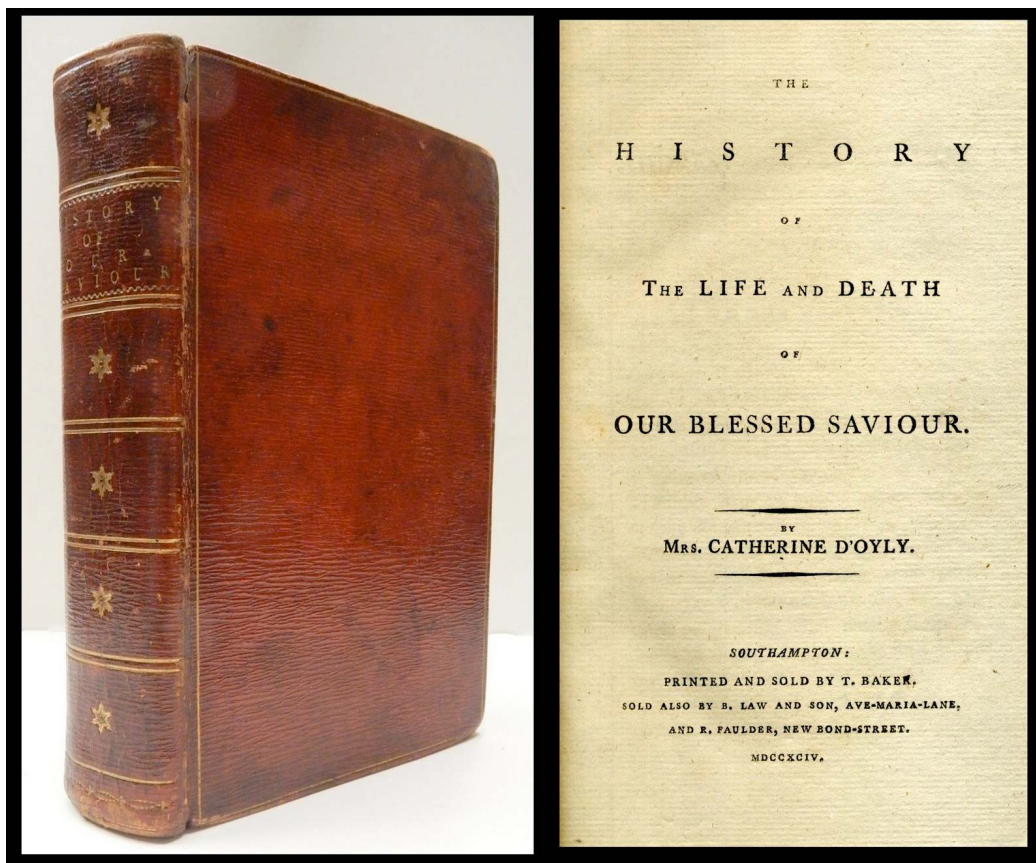 ISTORY
OF
OUR
AVIOUR
THE
HISTORY
OF
THE LIFE AND DEATH
OF
OUR BLESSED SAVIOUR.
BY
MRS. CATHERINE D'OYLY.
SOUTHAMPTON:
PRINTED AND SOLD BY T. BAKER.
SOLD ALSO BY B. LAW AND SON, AVE-MARIA-LANE,
AND R. FAULDER, NEW BOND-STREET.
MDCCXCIV.